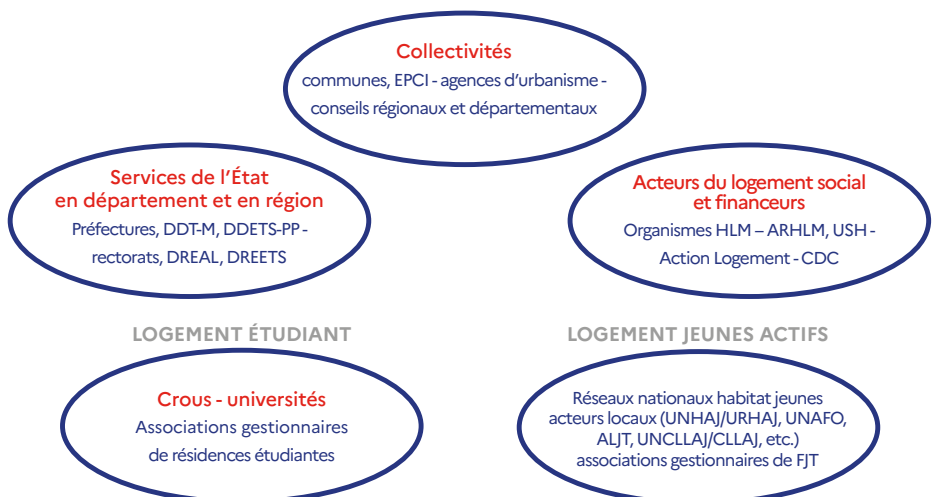 Collectivités
communes, EPCI - agences d'urbanisme -
conseils régionaux et départementaux
Services de l'État
en département et en région
Préfectures, DDT-M, DDETS-PP -
rectorats, DREAL, DREETS
Acteurs du logement social
et financeurs
Organismes HLM – ARHLM, USH -
Action Logement - CDC
LOGEMENT ÉTUDIANT
Crous - universités
Associations gestionnaires
de résidences étudiantes
LOGEMENT JEUNES ACTIFS
Réseaux nationaux habitat jeunes
acteurs locaux (UNHAJ/URHAJ, UNAFO,
ALJT, UNCLLAJ/CLLAJ, etc.)
associations gestionnaires de FJT